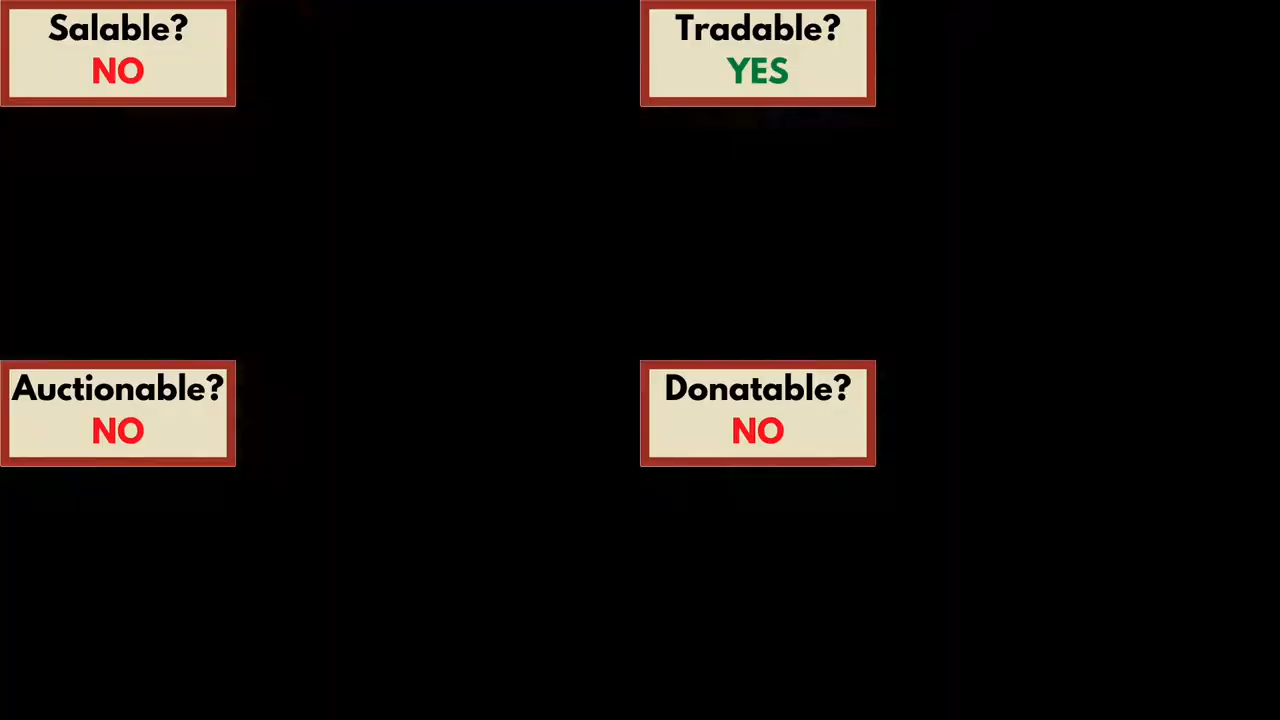 Salable?
NO
Tradable?
YES
Auctionable?
NO
Donatable?
NO